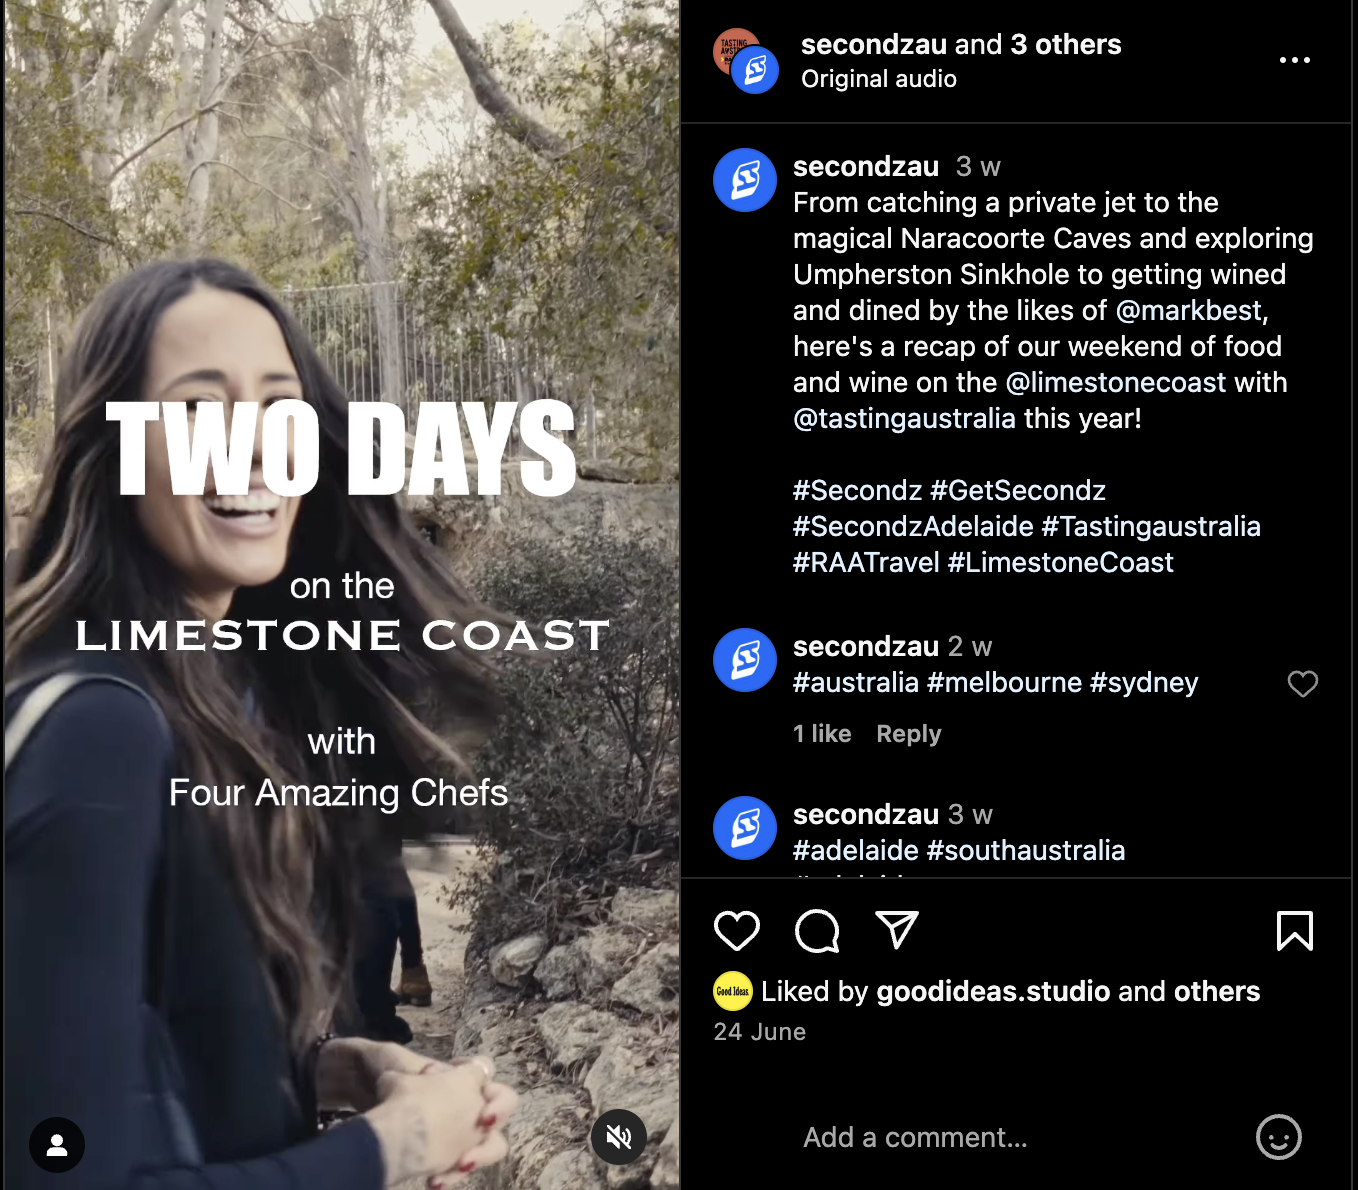 TWO DAYS
on the
LIMESTONE COAST
with
Four Amazing Chefs
TASTING
secondzau and 3 others
Original audio
secondzau 3 w
From catching a private jet to the
magical Naracoorte Caves and exploring
Umpherston Sinkhole to getting wined
and dined by the likes of @markbest,
here's a recap of our weekend of food
and wine on the @limestonecoast with
@tastingaustralia this year!
#Secondz #GetSecondz
#SecondzAdelaide #Tastingaustralia
#RAATravel #LimestoneCoast
secondzau 2 w
#australia #melbourne #sydney
1 like Reply
secondzau 3 w
#adelaide #southaustralia
Good Ideas
Liked by goodideas.studio and others
24 June
Add a comment...